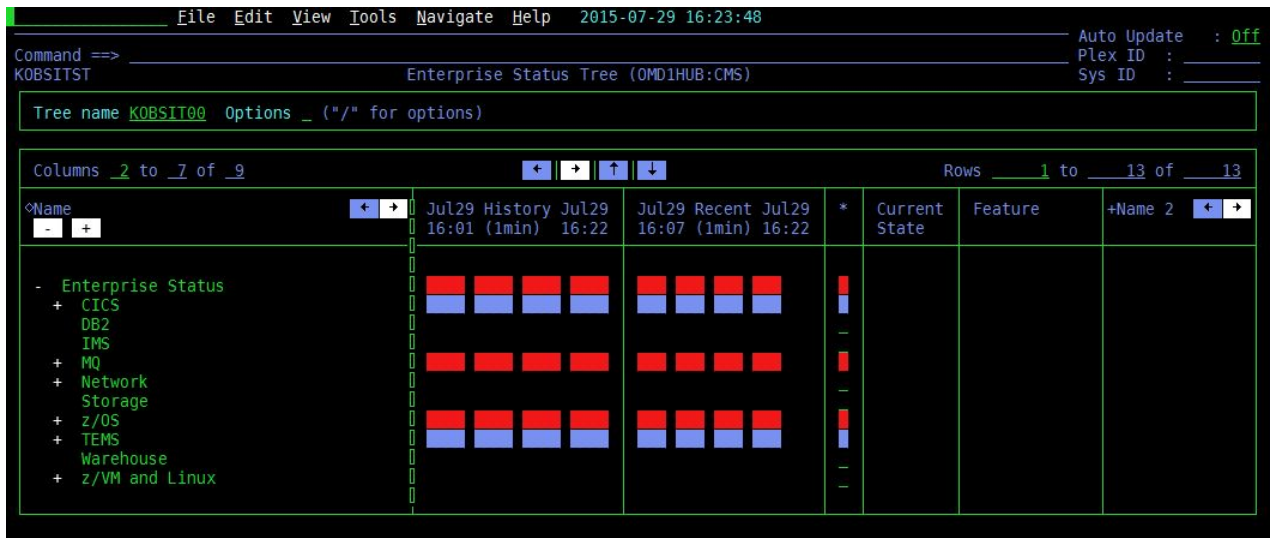 File Edit View Tools Navigate Help 2015-07-29 16:23:48
Auto Update : Off
Command ==> Plex ID :
KOBSITST Enterprise Status Tree (OMD1HUB:CMS) Sys ID :
Tree name KOBSIT00 Options _ ("/" for options)
Columns 2 to 7 of 9 ← → ↑ ↓ Rows 1 to 13 of 13
◇Name ← → Jul29 History Jul29 Jul29 Recent Jul29 * Current Feature +Name 2 ← →
- + 16:01 (1min) 16:22 16:07 (1min) 16:22 State
- Enterprise Status
+ CICS
DB2
IMS
+ MQ
+ Network
Storage
+ z/OS
+ TEMS
Warehouse
+ z/VM and Linux